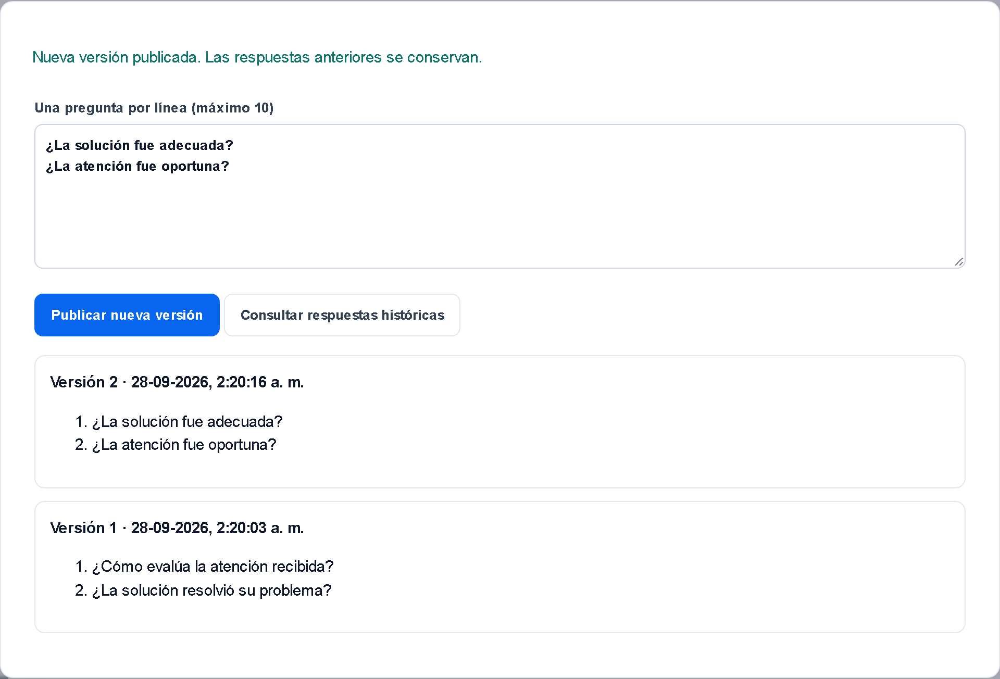 Nueva versión publicada. Las respuestas anteriores se conservan.
Una pregunta por línea (máximo 10)
¿La solución fue adecuada?
¿La atención fue oportuna?
Publicar nueva versión
Consultar respuestas históricas
Versión 2 · 28-09-2026, 2:20:16 a. m.
1. ¿La solución fue adecuada?
2. ¿La atención fue oportuna?
Versión 1 · 28-09-2026, 2:20:03 a. m.
1. ¿Cómo evalúa la atención recibida?
2. ¿La solución resolvió su problema?